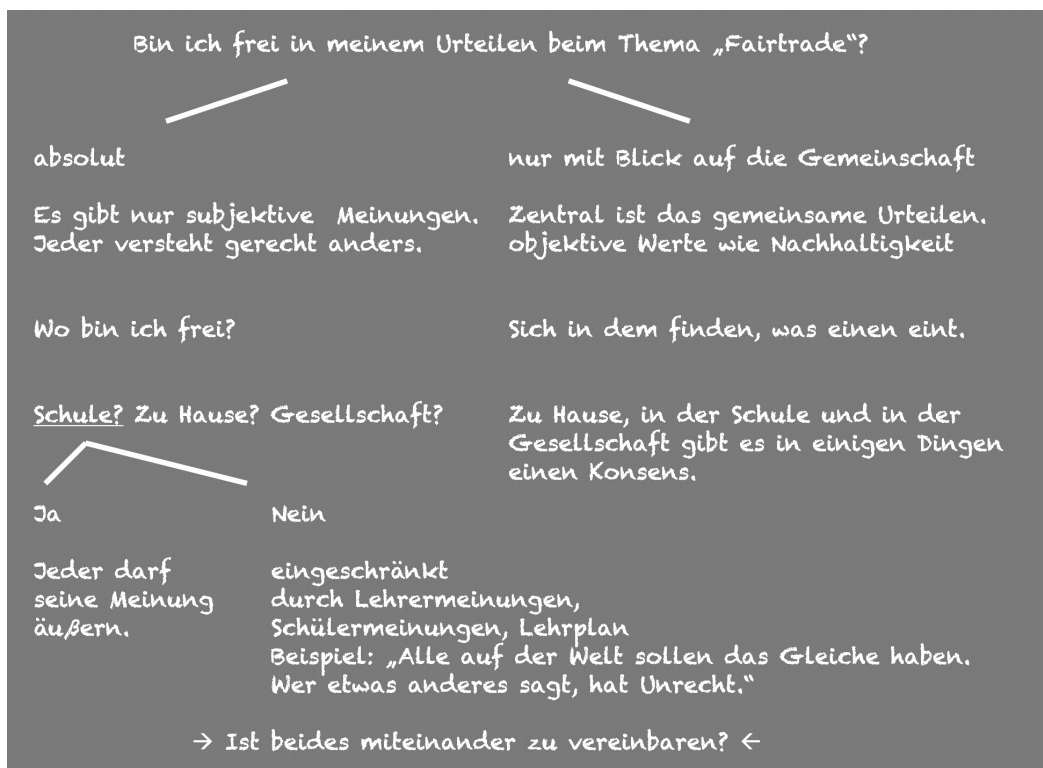 Bin ich frei in meinem Urteilen beim Thema „Fairtrade“?
absolut
Es gibt nur subjektive Meinungen.
Jeder versteht gerecht anders.
Wo bin ich frei?
Schule? Zu Hause? Gesellschaft?
nur mit Blick auf die Gemeinschaft
Zentral ist das gemeinsame Urteilen.
objektive Werte wie Nachhaltigkeit
Sich in dem finden, was einen eint.
Zu Hause, in der Schule und in der
Gesellschaft gibt es in einigen Dingen
einen Konsens.
Ja
Jeder darf
seine Meinung
äußern.
Nein
eingeschränkt
durch Lehrermeinungen,
Schülermeinungen, Lehrplan
Beispiel: „Alle auf der Welt sollen das Gleiche haben.
Wer etwas anderes sagt, hat Unrecht.“
→ Ist beides miteinander zu vereinbaren? ←